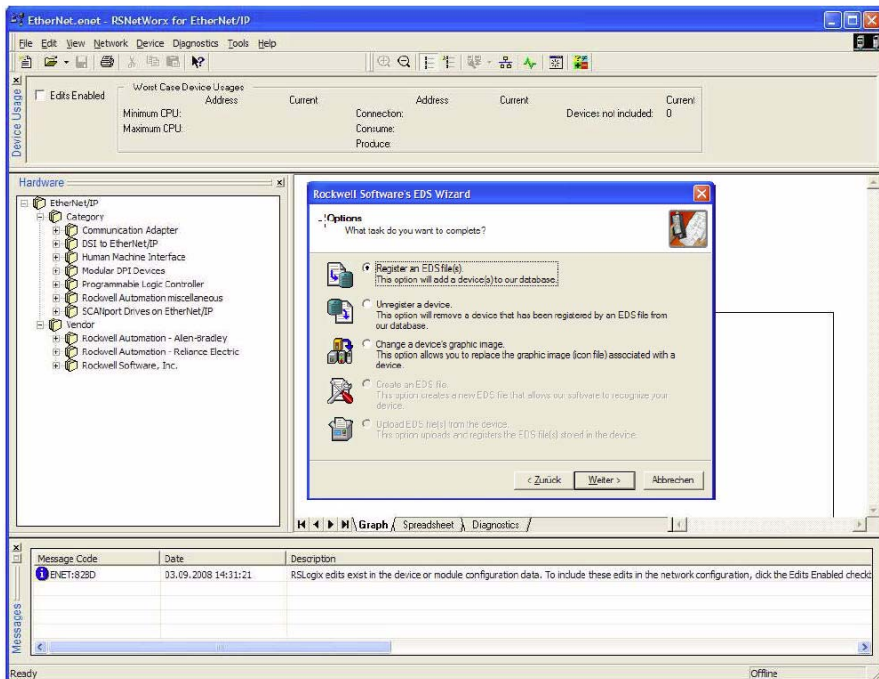 EtherNet.enet - RSNetWorx for EtherNet/IP
File Edit View Network Device Diagnostics Tools Help
Device Usage
Edits Enabled
Worst Case Device Usages
Address Current Address Current Current
Minimum CPU: Connection: Devices not included: 0
Maximum CPU: Consume:
Produce:
Hardware
EtherNet/IP
Category
Communication Adapter
DSI to EtherNet/IP
Human Machine Interface
Modular DPI Devices
Programmable Logic Controller
Rockwell Automation miscellaneous
SCANport Drives on EtherNet/IP
Vendor
Rockwell Automation - Allen-Bradley
Rockwell Automation - Reliance Electric
Rockwell Software, Inc.
Rockwell Software's EDS Wizard
Options
What task do you want to complete?
Register an EDS file(s).
This option will add a device(s) to our database.
Unregister a device.
This option will remove a device that has been registered by an EDS file from
our database.
Change a device's graphic image.
This option allows you to replace the graphic image (icon file) associated with a
device.
Create an EDS file.
This option creates a new EDS file that allows our software to recognize your
device.
Upload EDS file(s) from the device.
This option uploads and registers the EDS file(s) stored in the device.
< Zurück Weiter > Abbrechen
Graph Spreadsheet Diagnostics
Messages
Message Code Date Description
ENET:828D 03.09.2008 14:31:21 RSLogix edits exist in the device or module configuration data. To include these edits in the network configuration, click the Edits Enabled checkb
Ready Offline